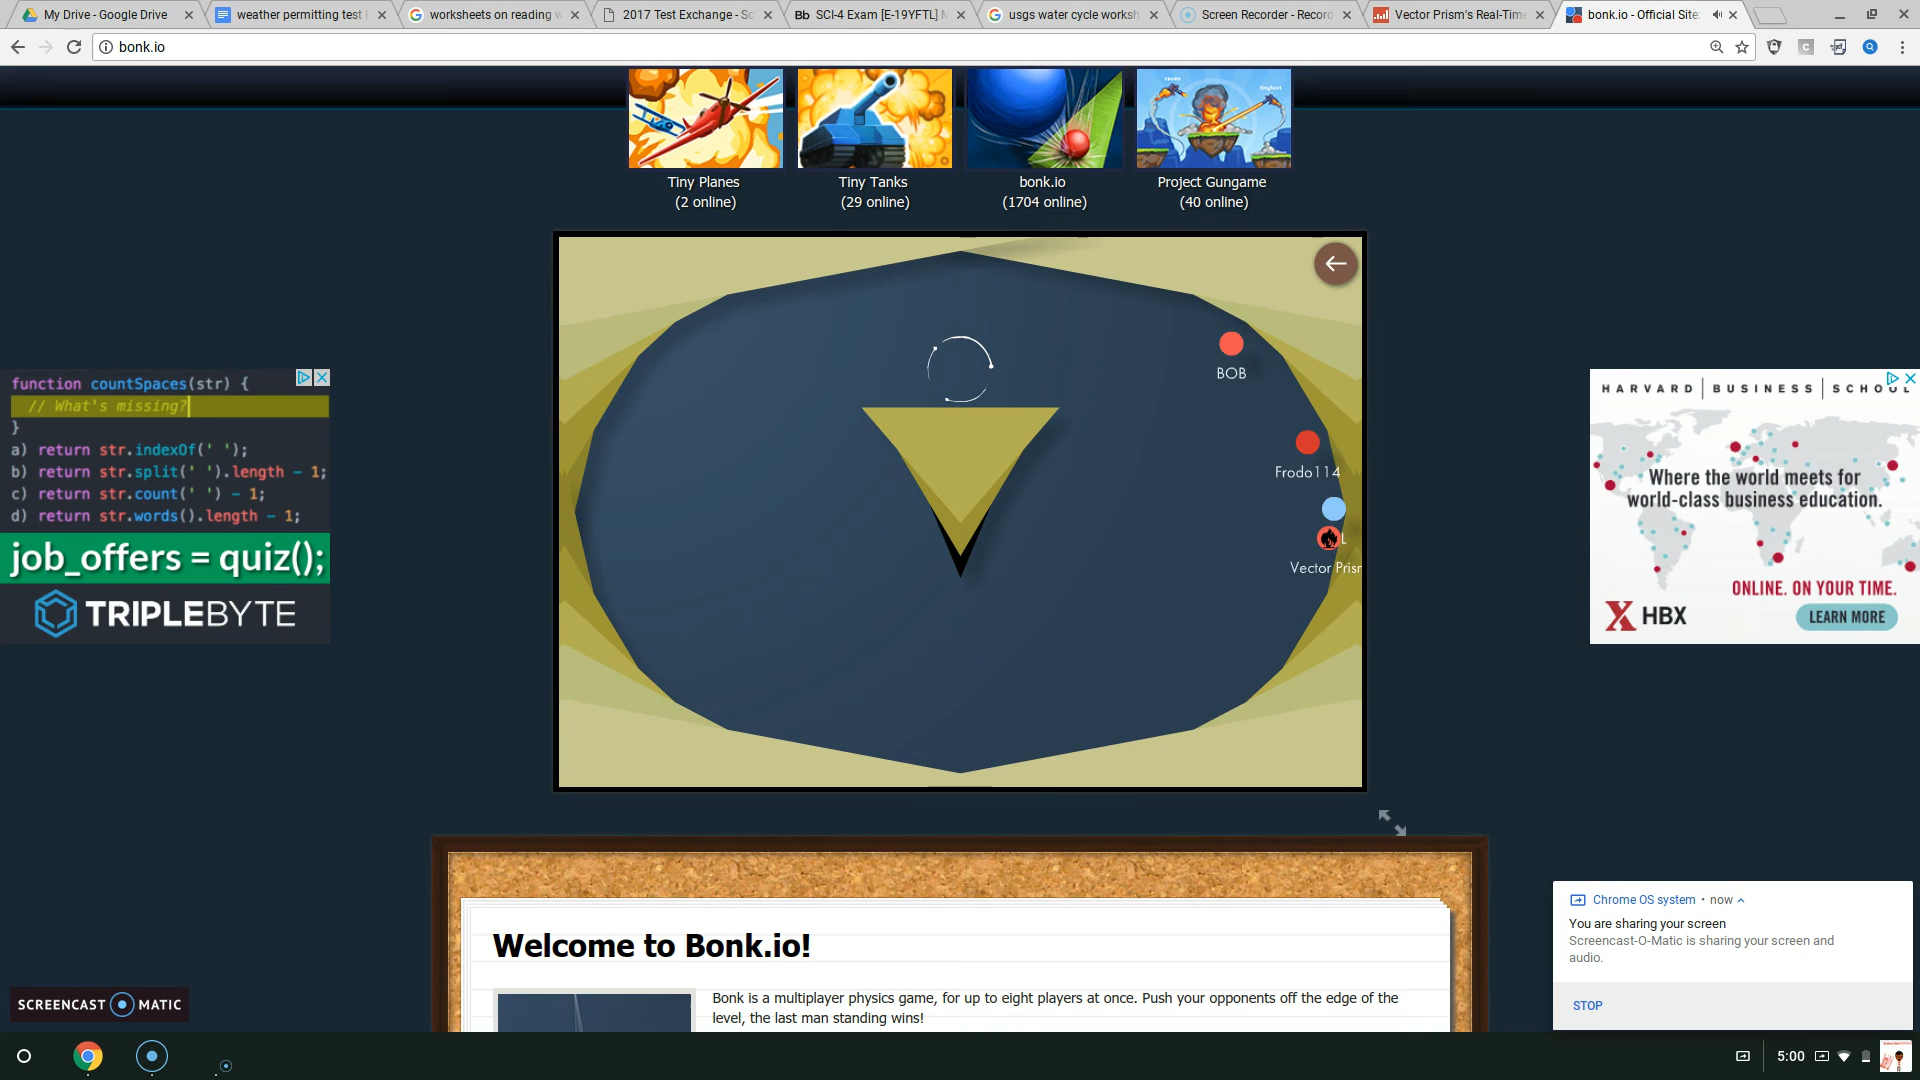 My Drive - Google Drive
weather permitting test
worksheets on reading w
2017 Test Exchange - Sc
Bb SCI-4 Exam [E-19YFTL]
usgs water cycle worksh
Screen Recorder - Record
Vector Prism's Real-Time
bonk.io - Official Site:
bonk.io
Tiny Planes
(2 online)
Tiny Tanks
(29 online)
bonk.io
(1704 online)
Project Gungame
(40 online)
BOB
Frodo114
L
Vector Prism
function countSpaces(str) {
// What's missing?
}
a) return str.indexOf(' ');
b) return str.split(' ').length - 1;
c) return str.count(' ') - 1;
d) return str.words().length - 1;
job_offers = quiz();
TRIPLEBYTE
HARVARD | BUSINESS | SCHOOL
Where the world meets for
world-class business education.
ONLINE. ON YOUR TIME.
HBX
LEARN MORE
Welcome to Bonk.io!
Bonk is a multiplayer physics game, for up to eight players at once. Push your opponents off the edge of the
level, the last man standing wins!
Chrome OS system • now
You are sharing your screen
Screencast-O-Matic is sharing your screen and
audio.
STOP
SCREENCAST MATIC
5:00